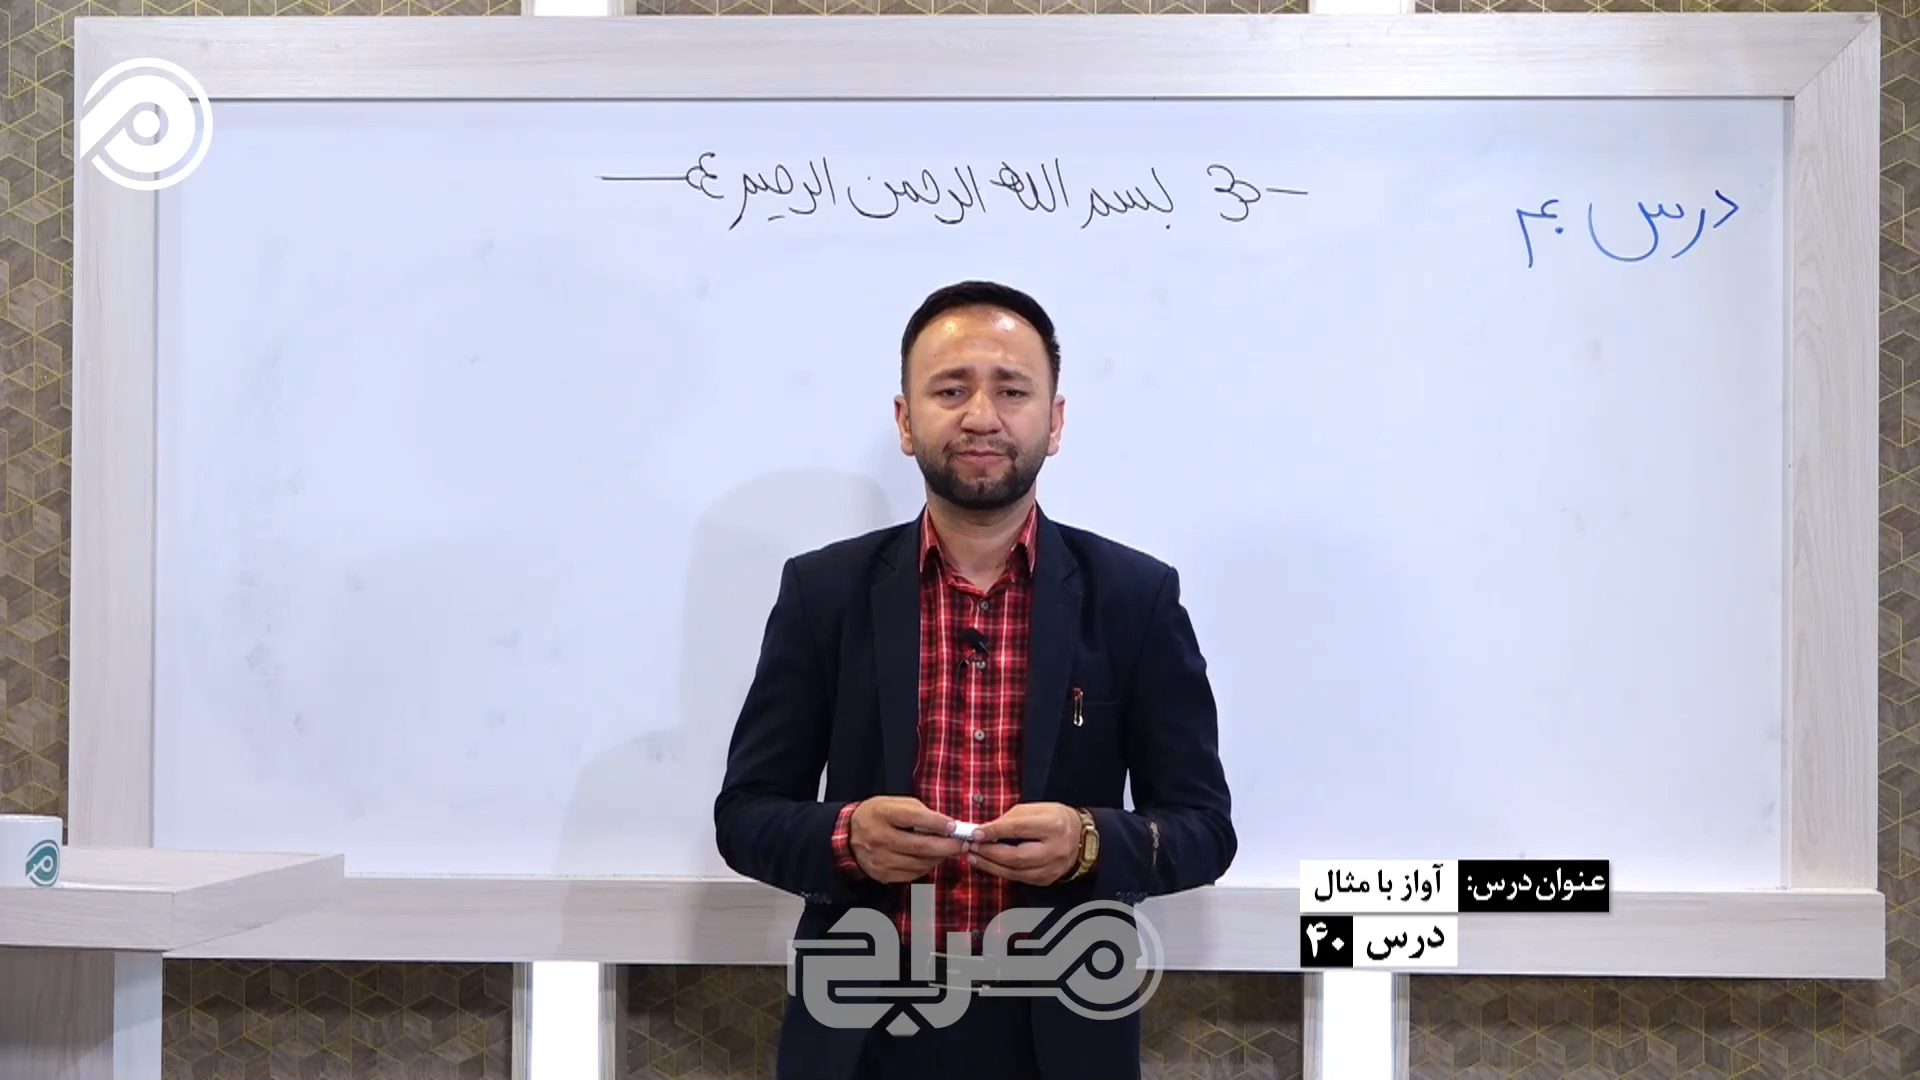 بسم الله الرحمن الرحیم
درس ۴۰
عنوان درس: آواز با مثال
درس ۴۰
معراج